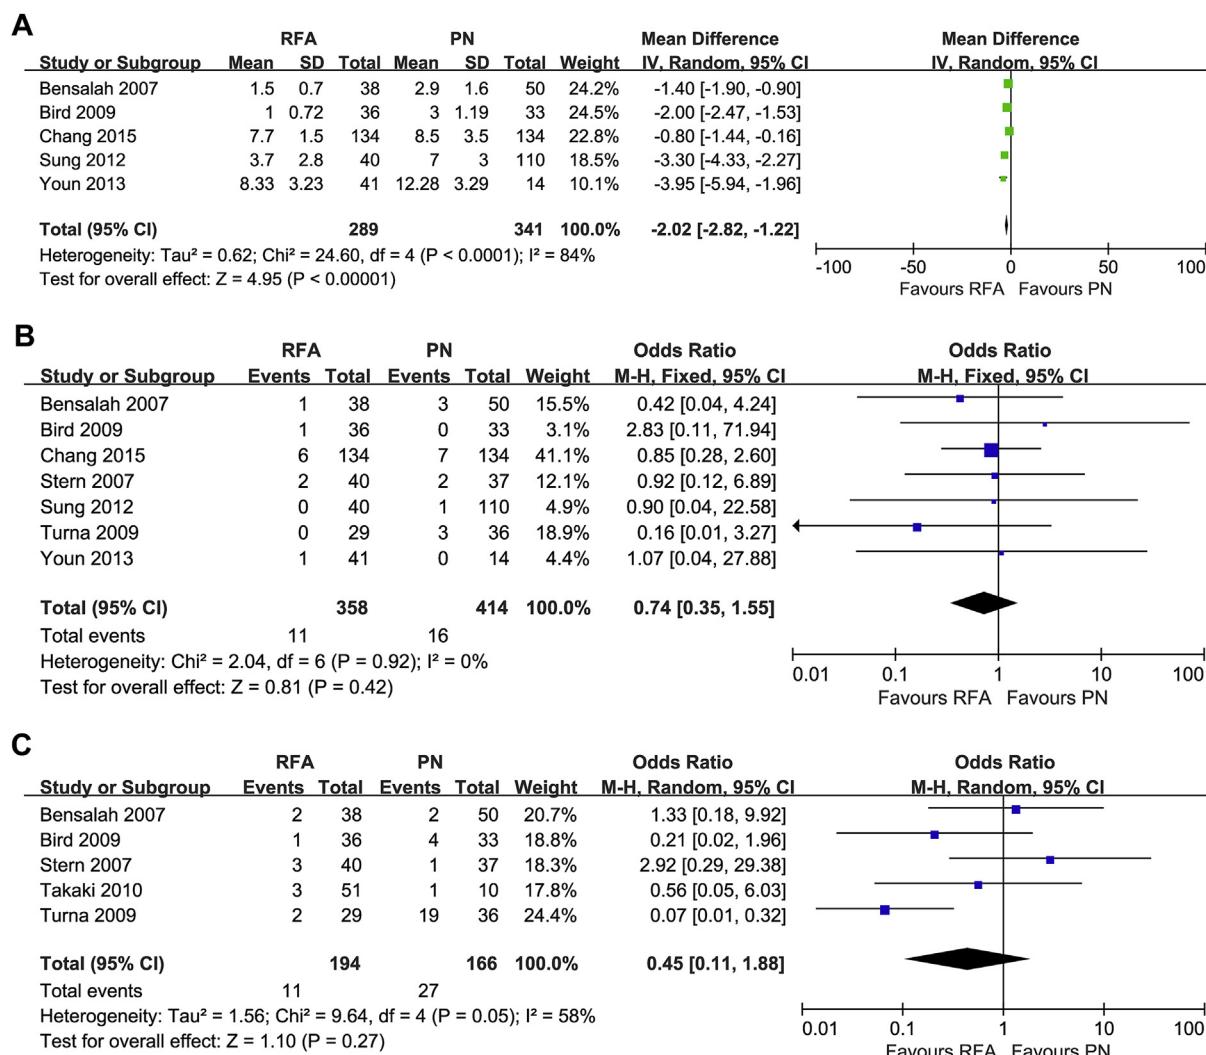 A
RFA PN Mean Difference Mean Difference
Study or Subgroup Mean SD Total Mean SD Total Weight IV, Random, 95% CI IV, Random, 95% CI
Bensalah 2007 1.5 0.7 38 2.9 1.6 50 24.2% -1.40 [-1.90, -0.90]
Bird 2009 1 0.72 36 3 1.19 33 24.5% -2.00 [-2.47, -1.53]
Chang 2015 7.7 1.5 134 8.5 3.5 134 22.8% -0.80 [-1.44, -0.16]
Sung 2012 3.7 2.8 40 7 3 110 18.5% -3.30 [-4.33, -2.27]
Youn 2013 8.33 3.23 41 12.28 3.29 14 10.1% -3.95 [-5.94, -1.96]
Total (95% CI) 289 341 100.0% -2.02 [-2.82, -1.22]
Heterogeneity: Tau² = 0.62; Chi² = 24.60, df = 4 (P < 0.0001); I² = 84%
Test for overall effect: Z = 4.95 (P < 0.00001)
-100 -50 0 50 100
Favours RFA Favours PN
B
RFA PN Odds Ratio Odds Ratio
Study or Subgroup Events Total Events Total Weight M-H, Fixed, 95% CI M-H, Fixed, 95% CI
Bensalah 2007 1 38 3 50 15.5% 0.42 [0.04, 4.24]
Bird 2009 1 36 0 33 3.1% 2.83 [0.11, 71.94]
Chang 2015 6 134 7 134 41.1% 0.85 [0.28, 2.60]
Stern 2007 2 40 2 37 12.1% 0.92 [0.12, 6.89]
Sung 2012 0 40 1 110 4.9% 0.90 [0.04, 22.58]
Turna 2009 0 29 3 36 18.9% 0.16 [0.01, 3.27]
Youn 2013 1 41 0 14 4.4% 1.07 [0.04, 27.88]
Total (95% CI) 358 414 100.0% 0.74 [0.35, 1.55]
Total events 11 16
Heterogeneity: Chi² = 2.04, df = 6 (P = 0.92); I² = 0%
Test for overall effect: Z = 0.81 (P = 0.42)
0.01 0.1 1 10 100
Favours RFA Favours PN
C
RFA PN Odds Ratio Odds Ratio
Study or Subgroup Events Total Events Total Weight M-H, Random, 95% CI M-H, Random, 95% CI
Bensalah 2007 2 38 2 50 20.7% 1.33 [0.18, 9.92]
Bird 2009 1 36 4 33 18.8% 0.21 [0.02, 1.96]
Stern 2007 3 40 1 37 18.3% 2.92 [0.29, 29.38]
Takaki 2010 3 51 1 10 17.8% 0.56 [0.05, 6.03]
Turna 2009 2 29 19 36 24.4% 0.07 [0.01, 0.32]
Total (95% CI) 194 166 100.0% 0.45 [0.11, 1.88]
Total events 11 27
Heterogeneity: Tau² = 1.56; Chi² = 9.64, df = 4 (P = 0.05); I² = 58%
Test for overall effect: Z = 1.10 (P = 0.27)
0.01 0.1 1 10 100
Favours RFA Favours PN